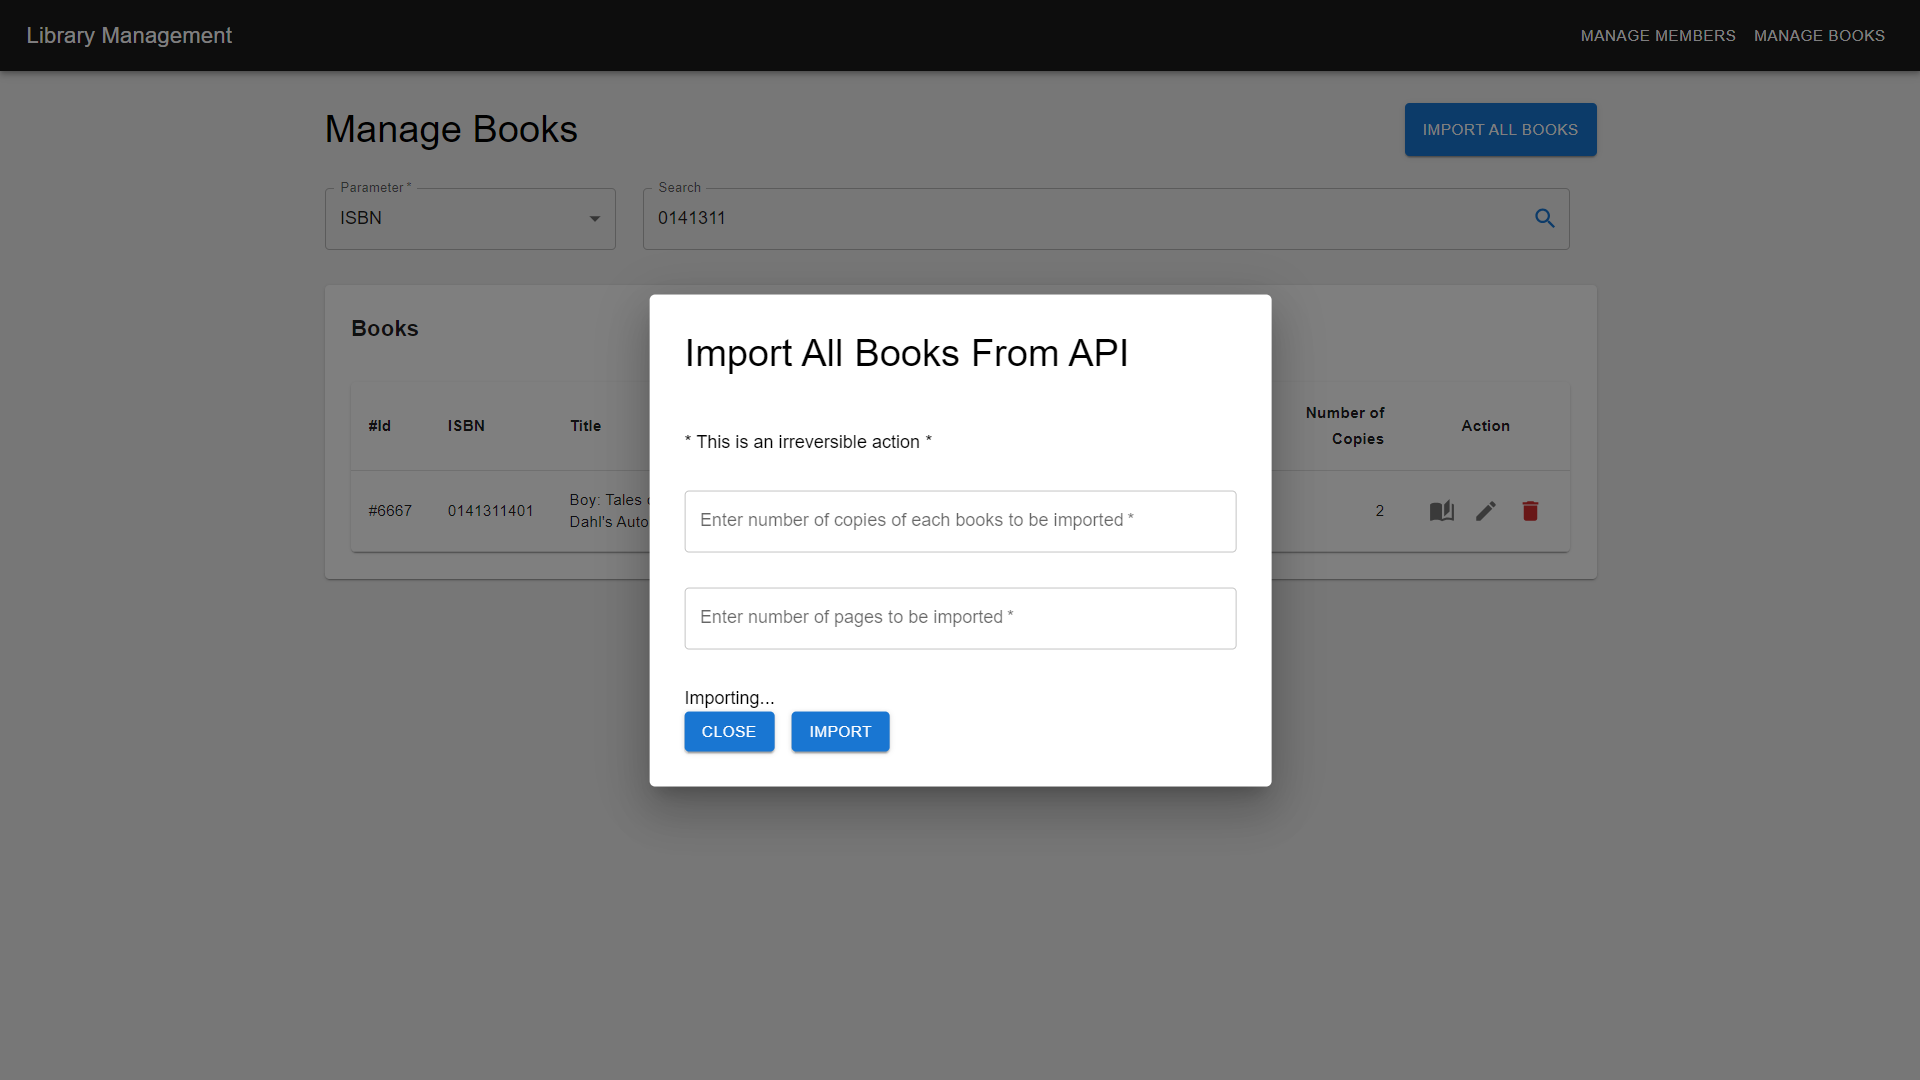 Library Management
MANAGE MEMBERS
MANAGE BOOKS
Manage Books
IMPORT ALL BOOKS
Parameter *
ISBN
Search
0141311
Books
#Id
ISBN
Title
Number of
Copies
Action
#6667
0141311401
Boy: Tales
Dahl's Auto
2
Import All Books From API
* This is an irreversible action *
Enter number of copies of each books to be imported *
Enter number of pages to be imported *
Importing...
CLOSE
IMPORT